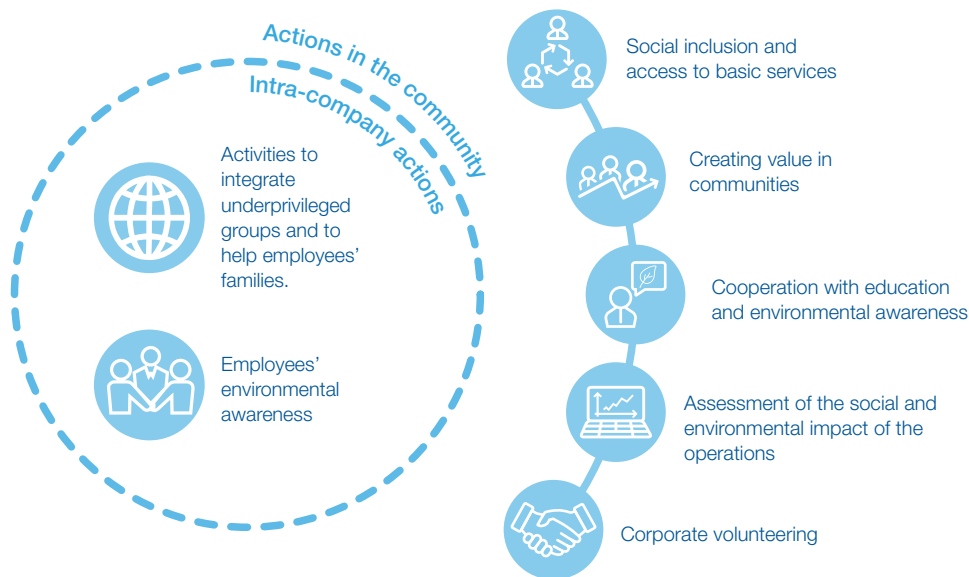 Actions in the community
Intra-company actions
Activities to
integrate
underprivileged
groups and to
help employees’
families.
Employees’
environmental
awareness
Social inclusion and
access to basic services
Creating value in
communities
Cooperation with education
and environmental awareness
Assessment of the social and
environmental impact of the
operations
Corporate volunteering